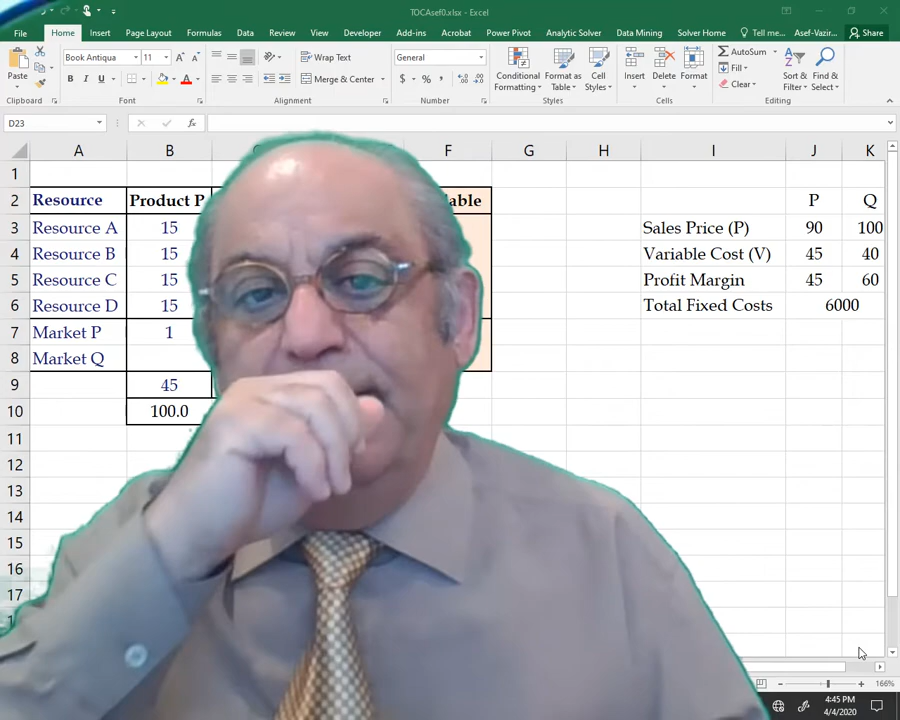 TOCAsef0.xlsx - Excel
File Home Insert Page Layout Formulas Data Review Developer Add-ins Acrobat Power Pivot Analytic Solver Data Mining Solver Home Tell me... Asef-Vazir... Share
Paste
Book Antiqua 11
B I U
Wrap Text
Merge & Center
General
$ % ,
Conditional Formatting
Format as Table
Cell Styles
Insert Delete Format
AutoSum
Fill
Clear
Sort & Filter
Find & Select
Clipboard Font Alignment Number Styles Cells Editing
D23 fx
A B F G H I J K
1
2 Resource Product P able P Q
3 Resource A 15 Sales Price (P) 90 100
4 Resource B 15 Variable Cost (V) 45 40
5 Resource C 15 Profit Margin 45 60
6 Resource D 15 Total Fixed Costs 6000
7 Market P 1
8 Market Q
9 45
10 100.0
11
12
13
14
15
16
17
166%
4:45 PM
4/4/2020